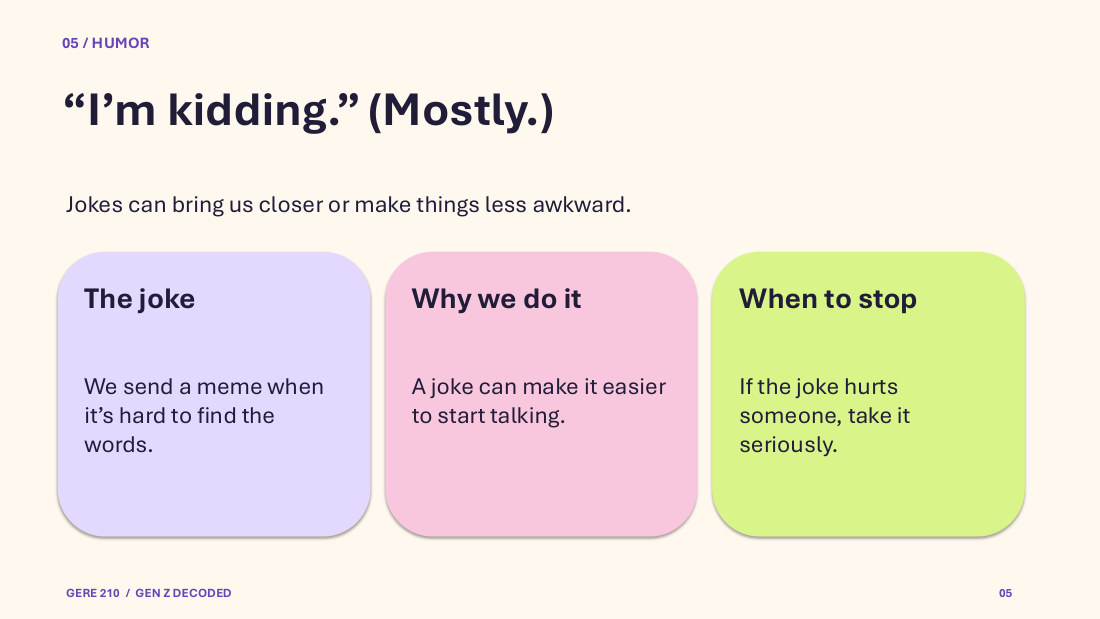 05 / HUMOR
“I’m kidding.” (Mostly.)
Jokes can bring us closer or make things less awkward.
The joke
We send a meme when
it’s hard to find the
words.
Why we do it
A joke can make it easier
to start talking.
When to stop
If the joke hurts
someone, take it
seriously.
GERE 210 / GEN Z DECODED
05